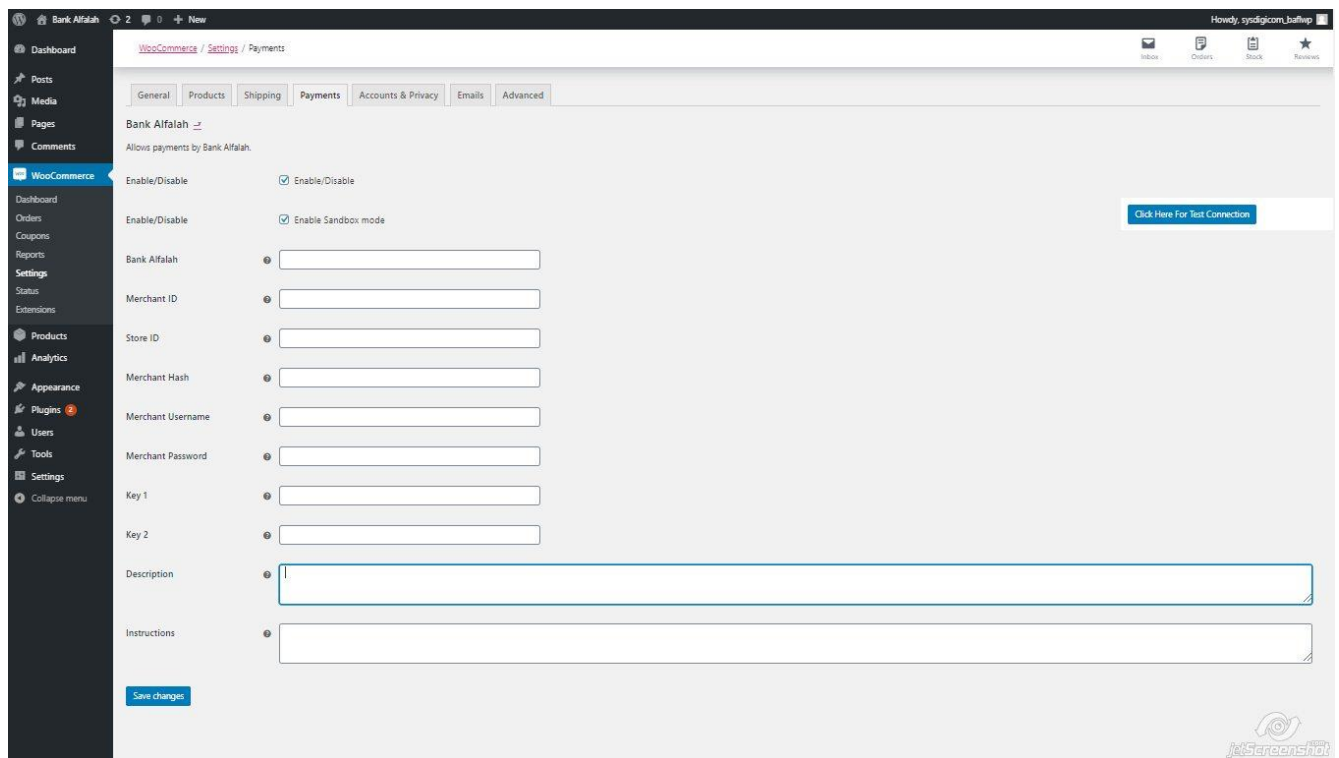 Bank Alfalah 2 0 + New Howdy, sysdigicom_baflwp
Dashboard
Posts
Media
Pages
Comments
WooCommerce
Dashboard
Orders
Coupons
Reports
Settings
Status
Extensions
Products
Analytics
Appearance
Plugins 2
Users
Tools
Settings
Collapse menu
WooCommerce / Settings / Payments
Inbox Orders Stock Reviews
General Products Shipping Payments Accounts & Privacy Emails Advanced
Bank Alfalah
Allows payments by Bank Alfalah.
Enable/Disable Enable/Disable
Enable/Disable Enable Sandbox mode
Click Here For Test Connection
Bank Alfalah
Merchant ID
Store ID
Merchant Hash
Merchant Username
Merchant Password
Key 1
Key 2
Description
Instructions
Save changes
jetScreenshot